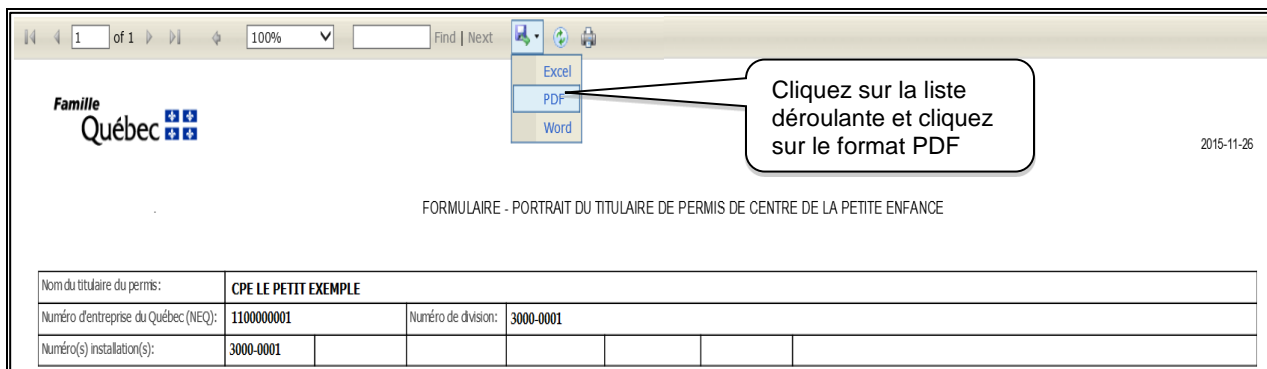 1 of 1 100% Find | Next
Excel
PDF
Word
Cliquez sur la liste
déroulante et cliquez
sur le format PDF
Famille
Québec
2015-11-26
FORMULAIRE - PORTRAIT DU TITULAIRE DE PERMIS DE CENTRE DE LA PETITE ENFANCE
Nom du titulaire du permis: CPE LE PETIT EXEMPLE
Numéro d'entreprise du Québec (NEQ): 1100000001 Numéro de division: 3000-0001
Numéro(s) installation(s): 3000-0001